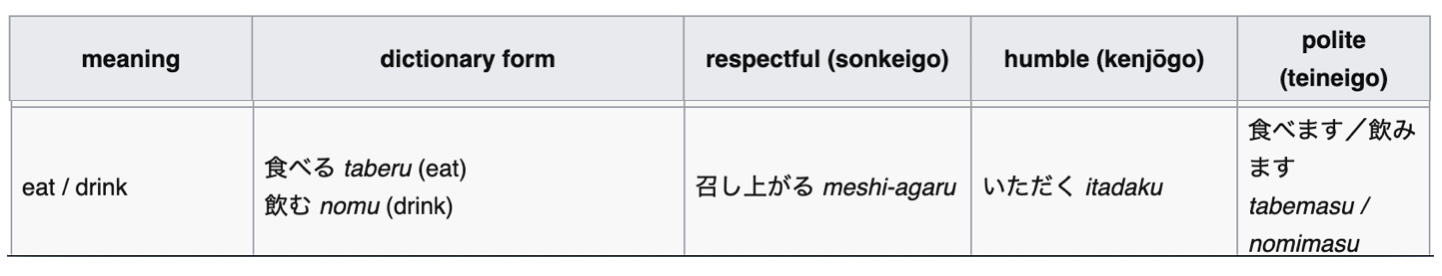 meaning
dictionary form
respectful (sonkeigo)
humble (kenjōgo)
polite
(teineigo)
eat / drink
食べる taberu (eat)
飲む nomu (drink)
召し上がる meshi-agaru
いただく itadaku
食べます／飲み
ます
tabemasu /
nomimasu